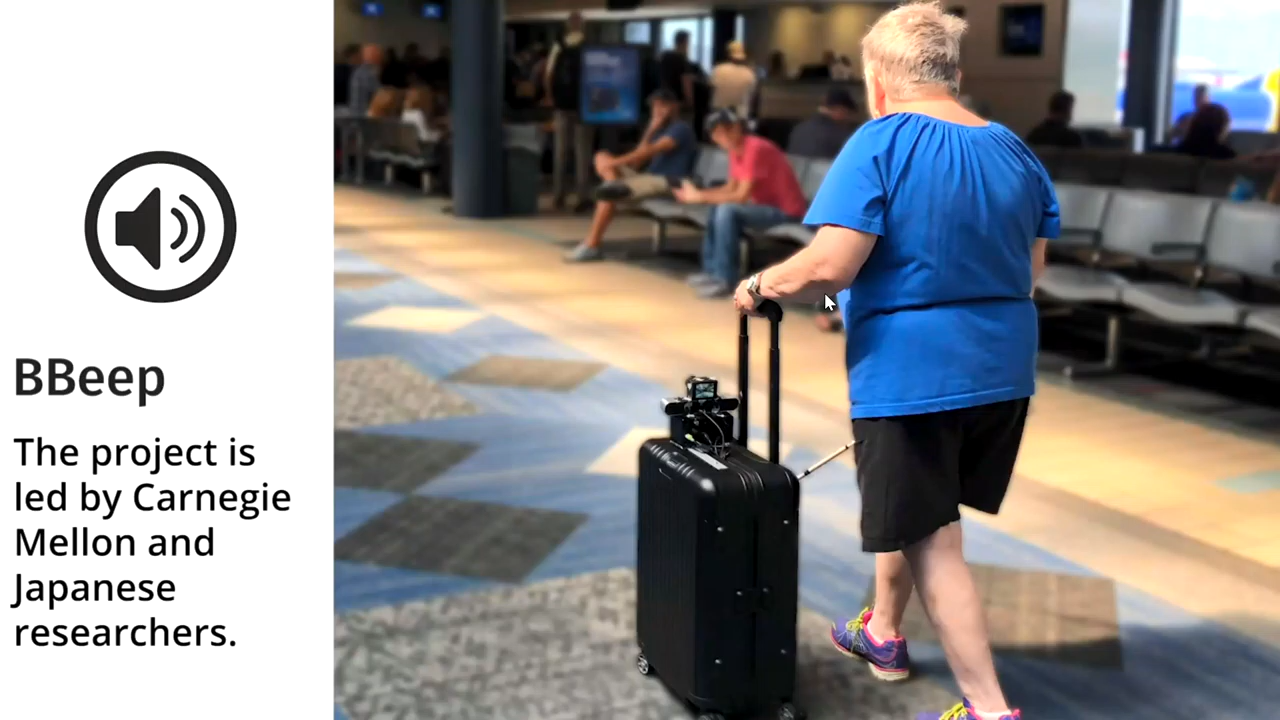 BBeep
The project is
led by Carnegie
Mellon and
Japanese
researchers.